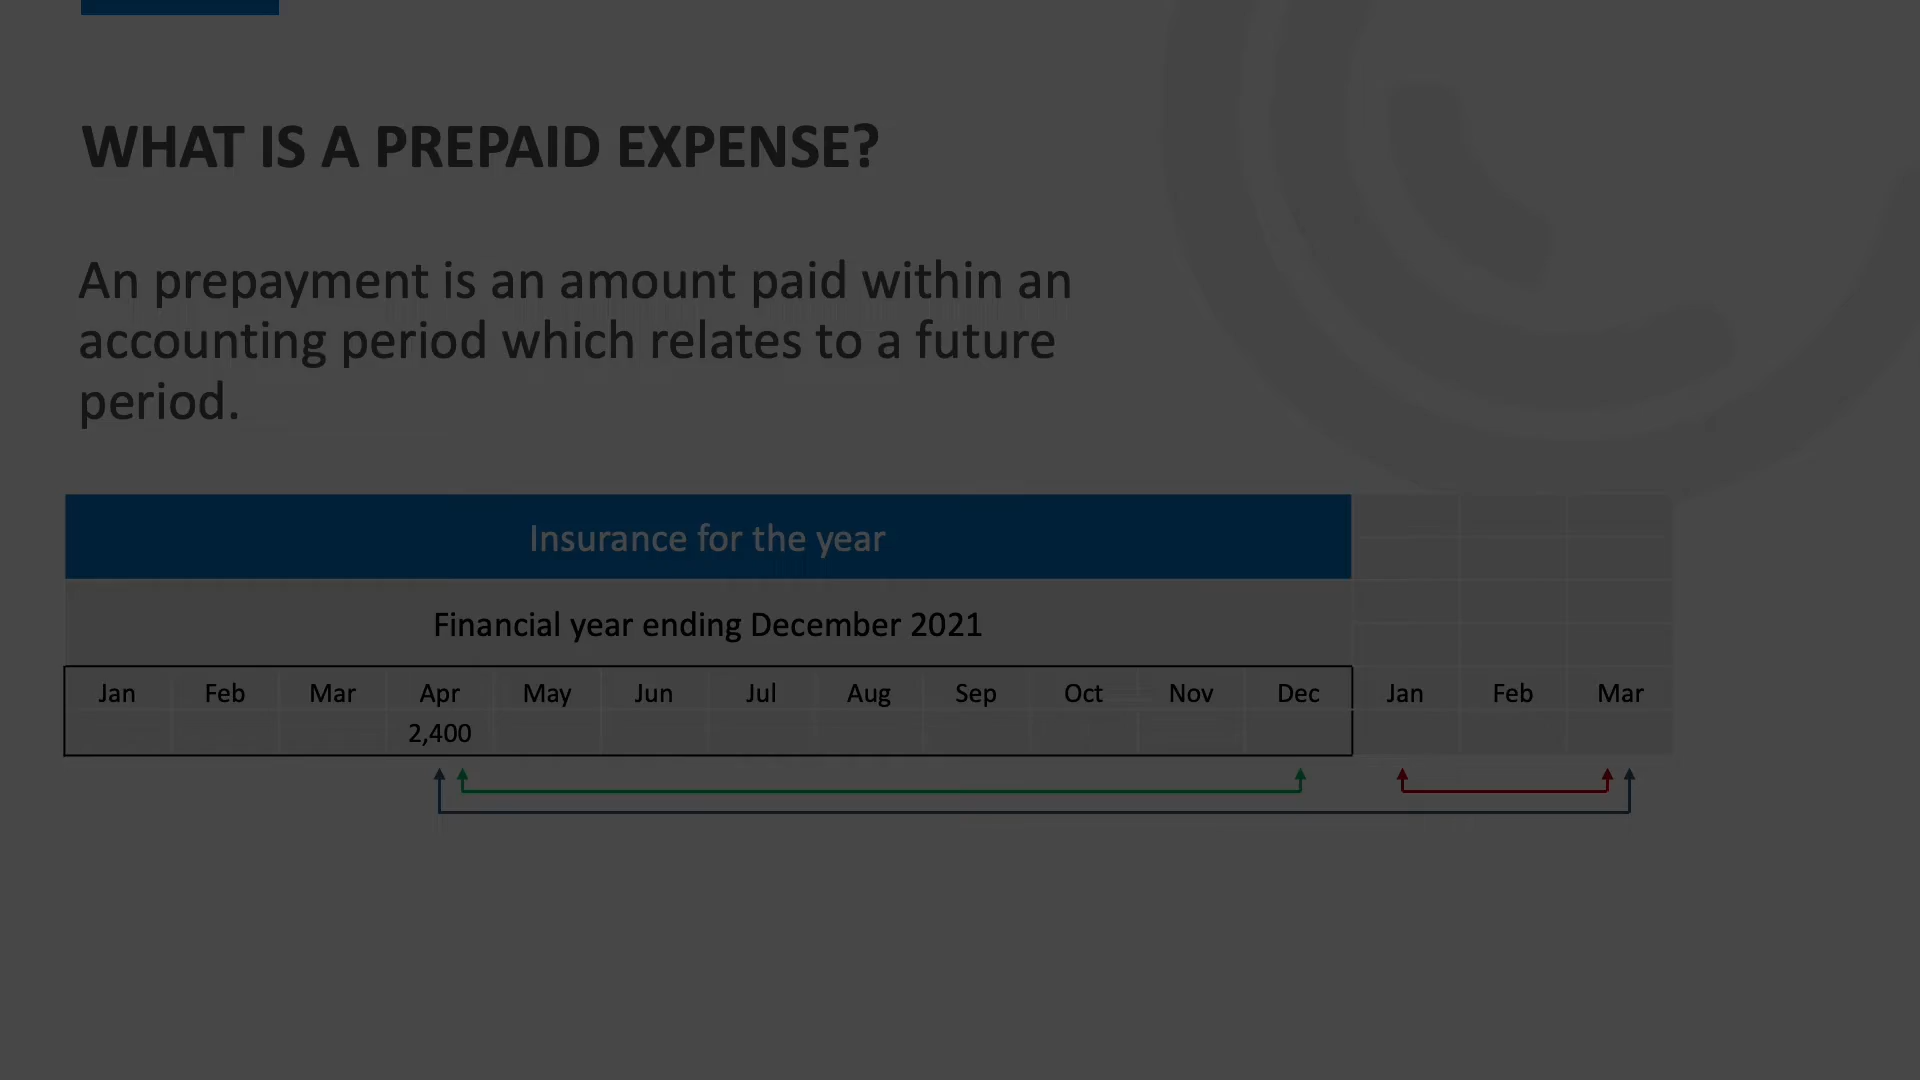 WHAT IS A PREPAID EXPENSE?
An prepayment is an amount paid within an
accounting period which relates to a future
period.
Insurance for the year
Financial year ending December 2021
Jan Feb Mar Apr May Jun Jul Aug Sep Oct Nov Dec Jan Feb Mar
2,400